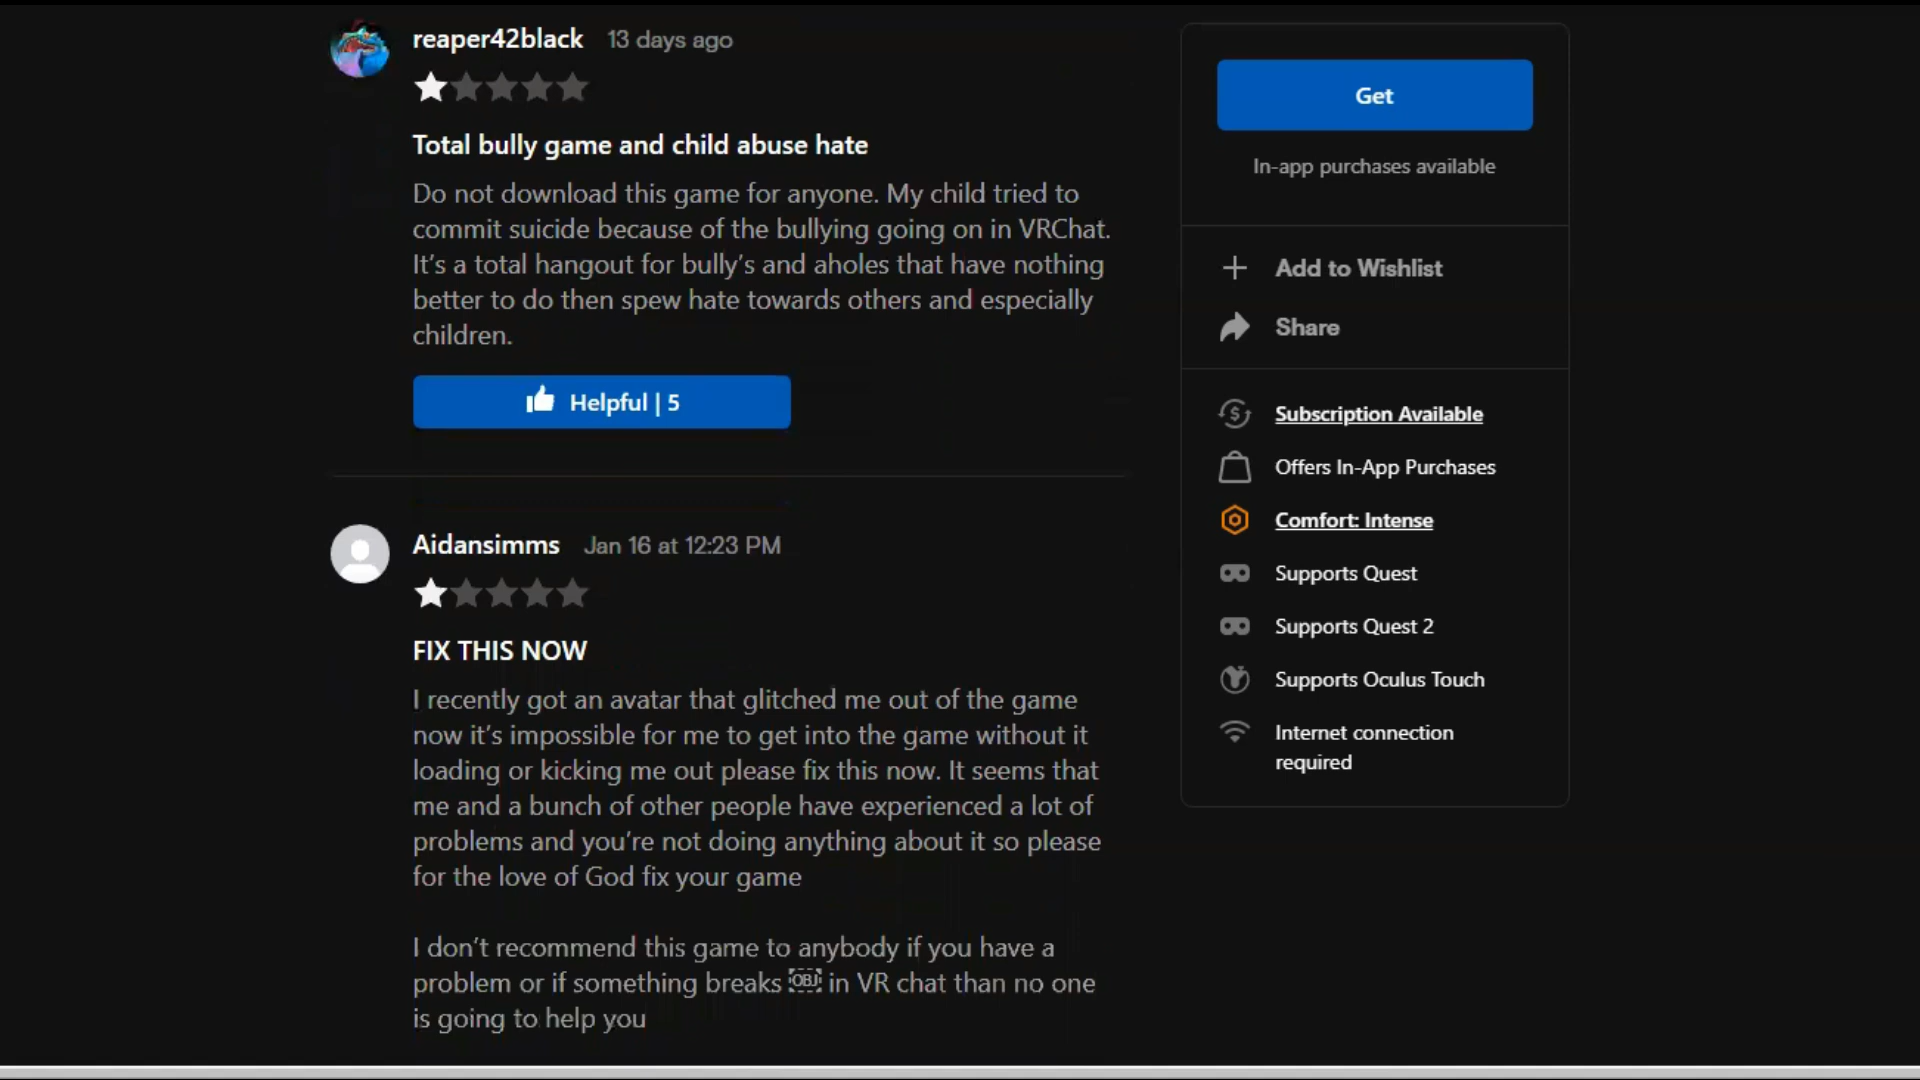 reaper42black 13 days ago
Total bully game and child abuse hate
Do not download this game for anyone. My child tried to
commit suicide because of the bullying going on in VRChat.
It's a total hangout for bully's and aholes that have nothing
better to do then spew hate towards others and especially
children.
Helpful | 5
Aidansimms Jan 16 at 12:23 PM
FIX THIS NOW
I recently got an avatar that glitched me out of the game
now it's impossible for me to get into the game without it
loading or kicking me out please fix this now. It seems that
me and a bunch of other people have experienced a lot of
problems and you're not doing anything about it so please
for the love of God fix your game
I don't recommend this game to anybody if you have a
problem or if something breaks OBJ in VR chat than no one
is going to help you
Get
In-app purchases available
Add to Wishlist
Share
Subscription Available
Offers In-App Purchases
Comfort: Intense
Supports Quest
Supports Quest 2
Supports Oculus Touch
Internet connection
required